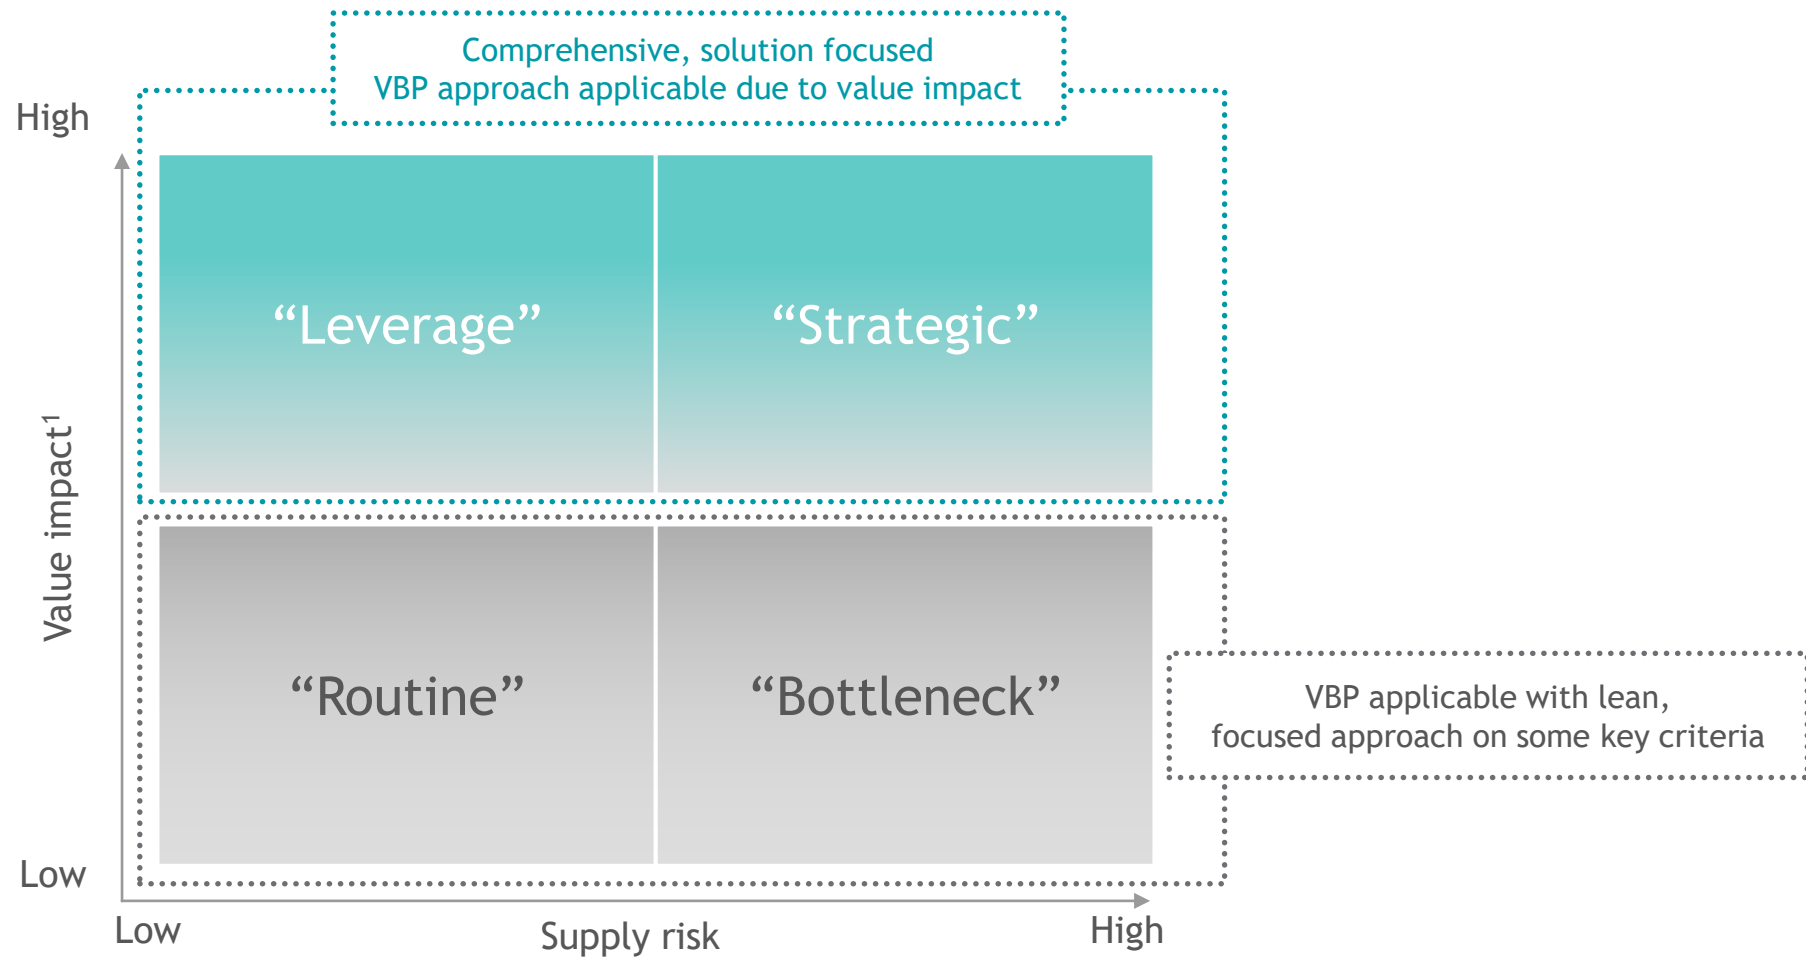 Comprehensive, solution focused
VBP approach applicable due to value impact
High
“Leverage”
“Strategic”
Value impact¹
“Routine”
“Bottleneck”
VBP applicable with lean,
focused approach on some key criteria
Low
Low
Supply risk
High